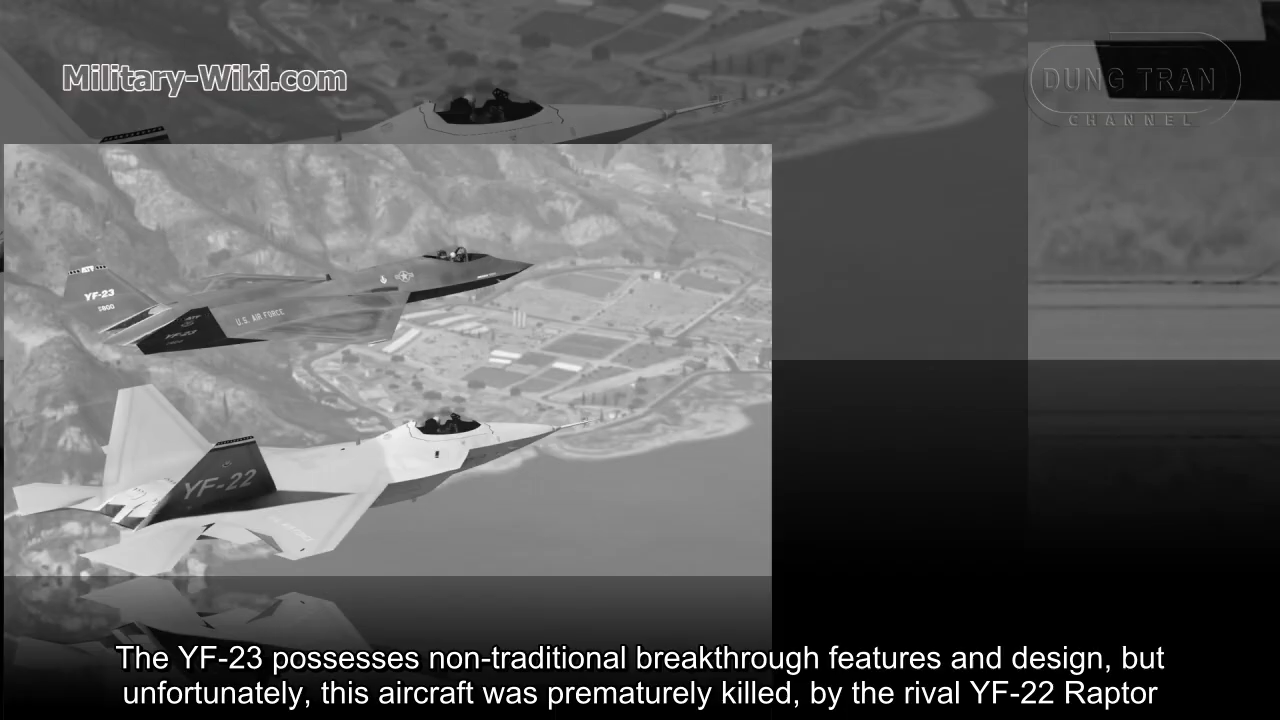 Military-Wiki.com
DUNG TRAN
CHANNEL
YF-23
U.S. AIR FORCE
YF-22
The YF-23 possesses non-traditional breakthrough features and design, but
unfortunately, this aircraft was prematurely killed, by the rival YF-22 Raptor